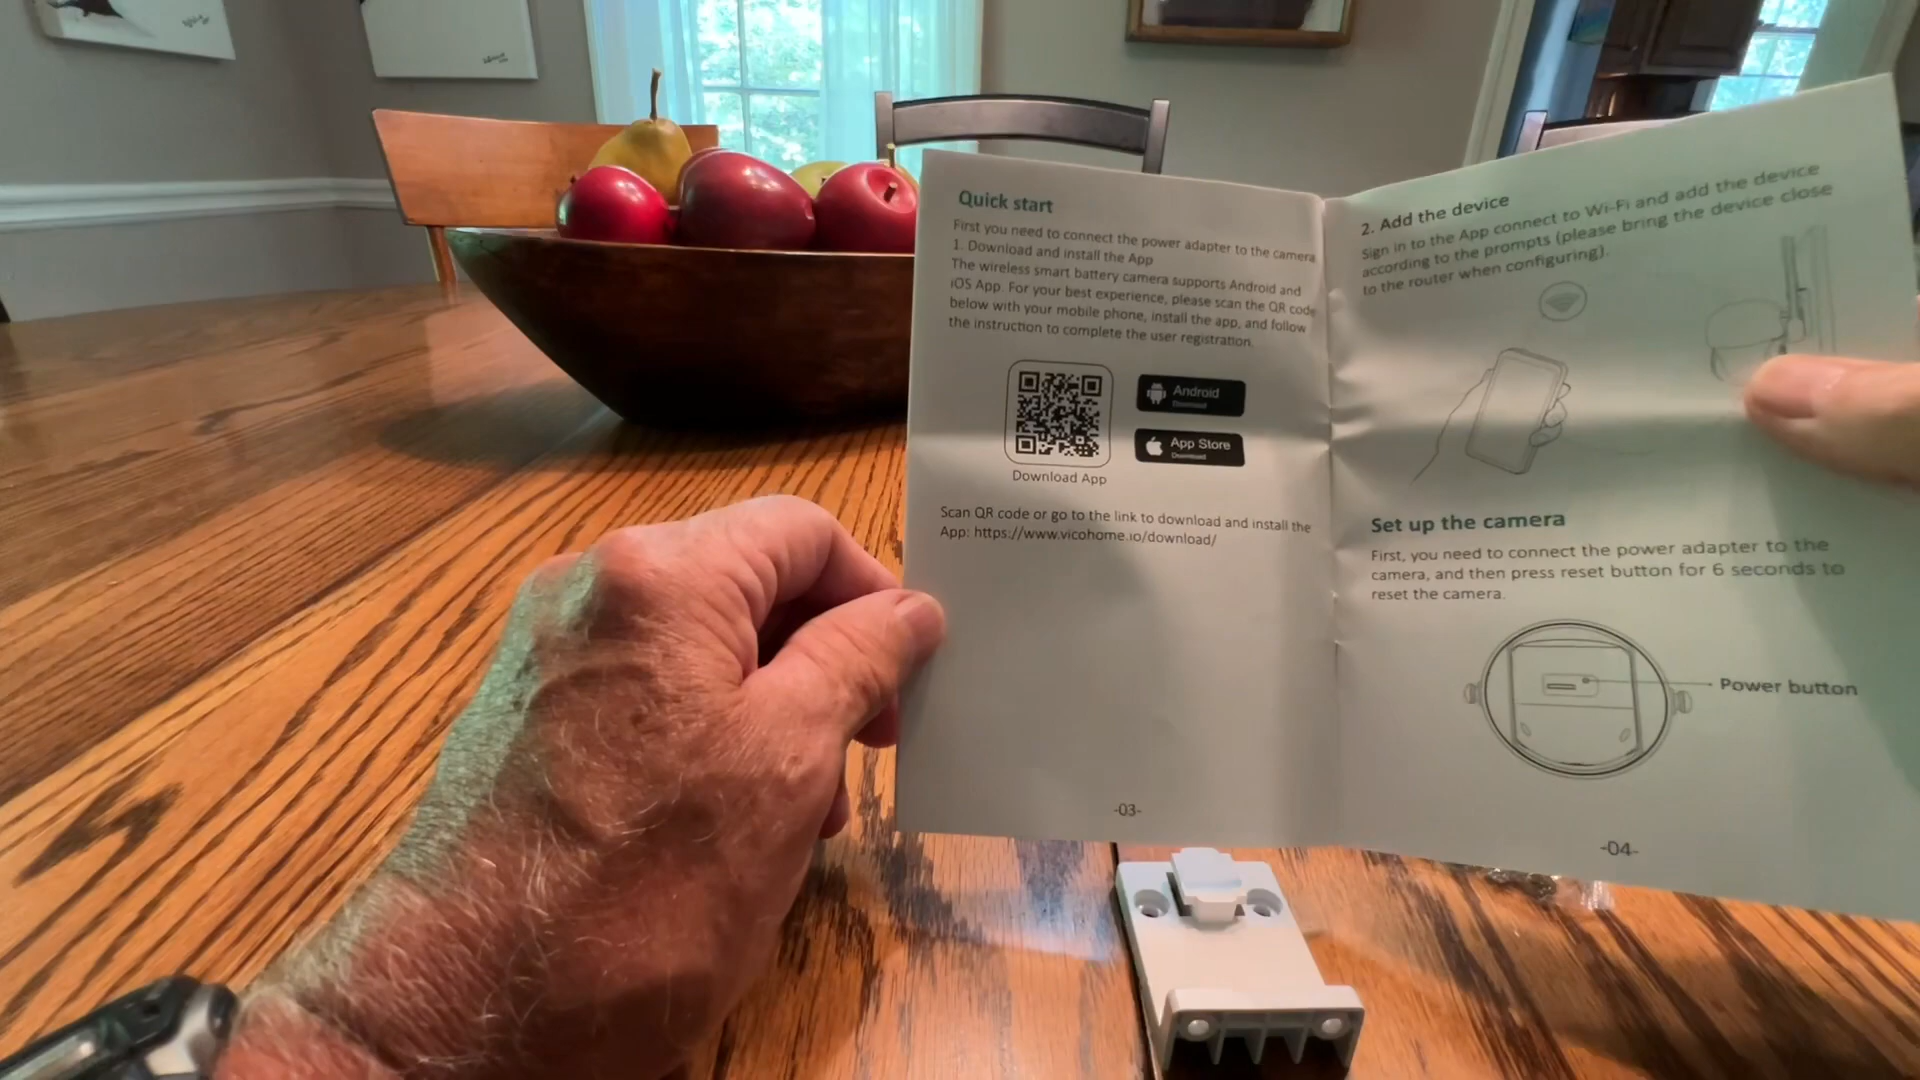 Quick start
First you need to connect the power adapter to the camera
1. Download and install the App
The wireless smart battery camera supports Android and
iOS App. For your best experience, please scan the QR code
below with your mobile phone, install the app, and follow
the instruction to complete the user registration.
Android
Download
App Store
Download
Download App
Scan QR code or go to the link to download and install the
App: https://www.vicohome.io/download/
-03-
2. Add the device
Sign in to the App connect to Wi-Fi and add the device
according to the prompts (please bring the device close
to the router when configuring).
Set up the camera
First, you need to connect the power adapter to the
camera, and then press reset button for 6 seconds to
reset the camera.
Power button
-04-